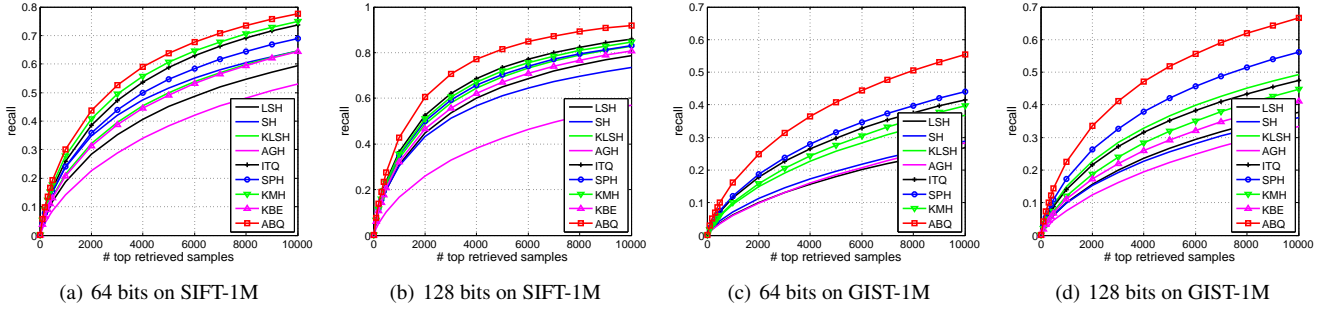 0.8
0.7
0.6
0.5
0.4
0.3
0.2
0.1
0
recall
0 2000 4000 6000 8000 10000
# top retrieved samples
LSH
SH
KLSH
AGH
ITQ
SPH
KMH
KBE
ABQ
(a) 64 bits on SIFT-1M
1
0.8
0.6
0.4
0.2
0
recall
0 2000 4000 6000 8000 10000
# top retrieved samples
LSH
SH
KLSH
AGH
ITQ
SPH
KMH
KBE
ABQ
(b) 128 bits on SIFT-1M
0.7
0.6
0.5
0.4
0.3
0.2
0.1
0
recall
0 2000 4000 6000 8000 10000
# top retrieved samples
LSH
SH
KLSH
AGH
ITQ
SPH
KMH
ABQ
(c) 64 bits on GIST-1M
0.7
0.6
0.5
0.4
0.3
0.2
0.1
0
recall
0 2000 4000 6000 8000 10000
# top retrieved samples
LSH
SH
KLSH
AGH
ITQ
SPH
KMH
KBE
ABQ
(d) 128 bits on GIST-1M